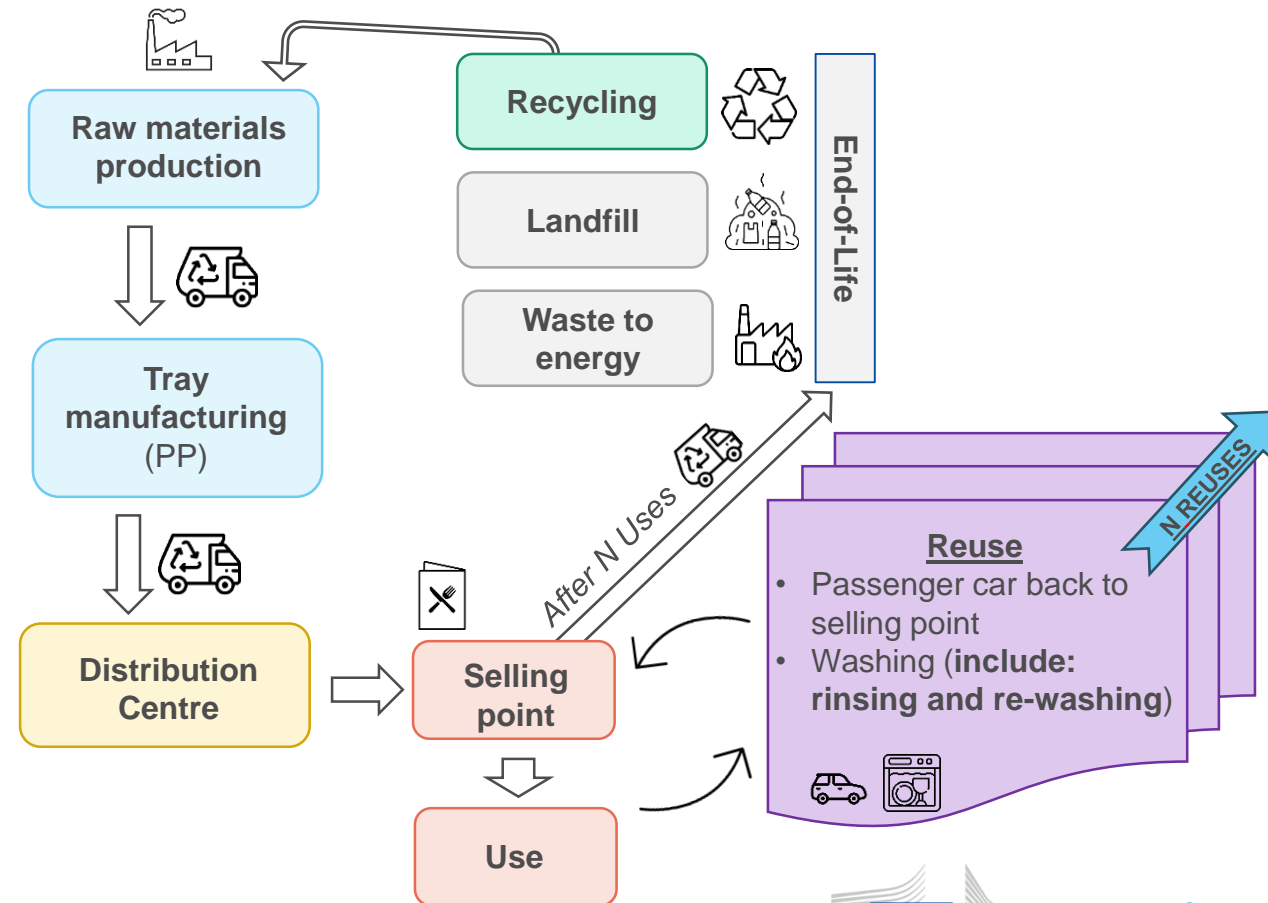 Raw materials
production
Recycling
Landfill
Waste to
energy
End-of-Life
Tray
manufacturing
(PP)
After N Uses
N REUSES
Distribution
Centre
Selling
point
Use
Reuse
• Passenger car back to
selling point
• Washing (include:
rinsing and re-washing)